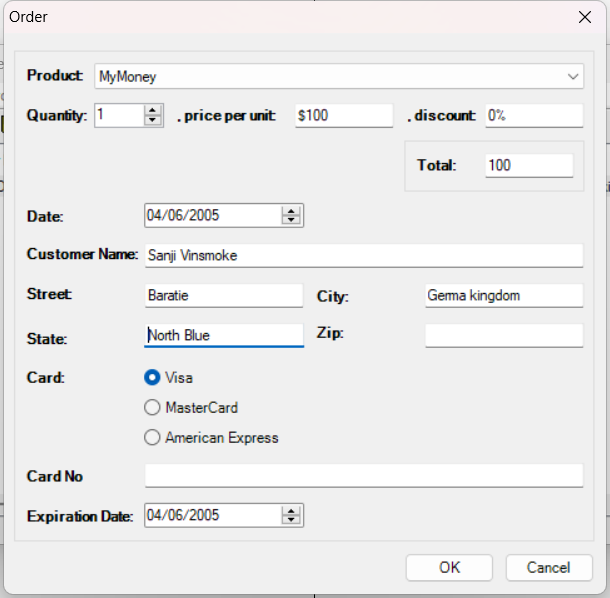 Order
Product: MyMoney
Quantity: 1 , price per unit: $100 , discount: 0%
Total: 100
Date: 04/06/2005
Customer Name: Sanji Vinsmoke
Street: Baratie City: Germa kingdom
State: North Blue Zip:
Card: Visa
MasterCard
American Express
Card No
Expiration Date: 04/06/2005
OK Cancel